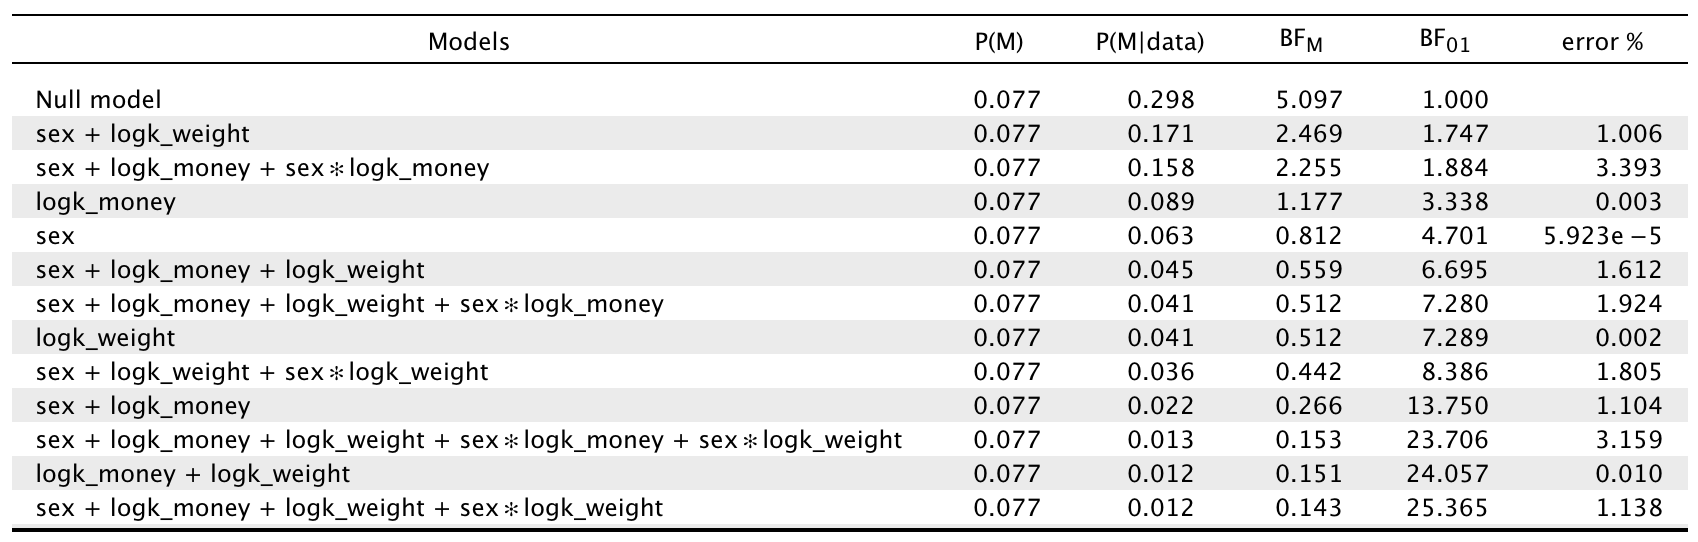 Models P(M) P(M|data) BF_M BF_01 error %
Null model 0.077 0.298 5.097 1.000
sex + logk_weight 0.077 0.171 2.469 1.747 1.006
sex + logk_money + sex∗logk_money 0.077 0.158 2.255 1.884 3.393
logk_money 0.077 0.089 1.177 3.338 0.003
sex 0.077 0.063 0.812 4.701 5.923e −5
sex + logk_money + logk_weight 0.077 0.045 0.559 6.695 1.612
sex + logk_money + logk_weight + sex∗logk_money 0.077 0.041 0.512 7.280 1.924
logk_weight 0.077 0.041 0.512 7.289 0.002
sex + logk_weight + sex∗logk_weight 0.077 0.036 0.442 8.386 1.805
sex + logk_money 0.077 0.022 0.266 13.750 1.104
sex + logk_money + logk_weight + sex∗logk_money + sex∗logk_weight 0.077 0.013 0.153 23.706 3.159
logk_money + logk_weight 0.077 0.012 0.151 24.057 0.010
sex + logk_money + logk_weight + sex∗logk_weight 0.077 0.012 0.143 25.365 1.138